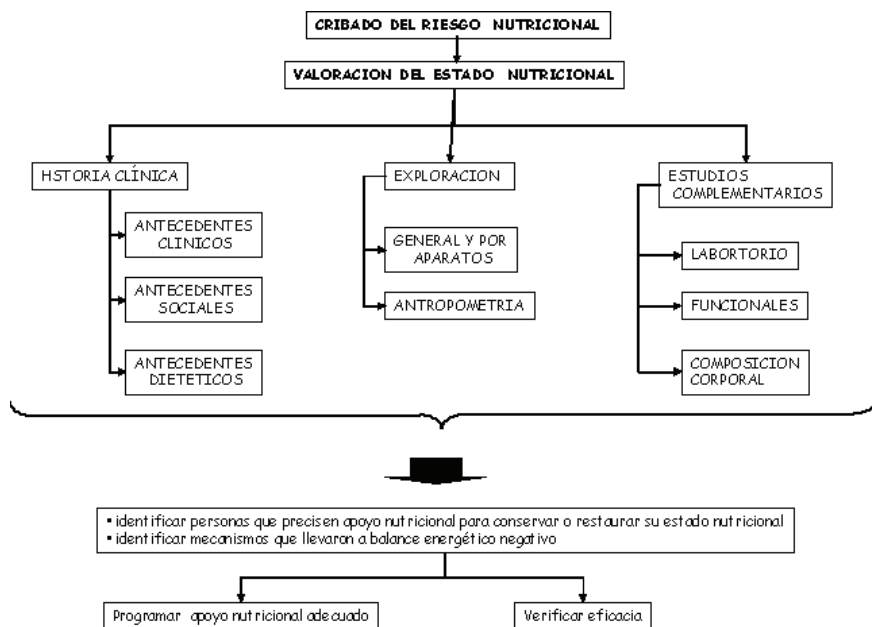 CRIBADO DEL RIESGO NUTRICIONAL
VALORACION DEL ESTADO NUTRICIONAL
HSTORIA CLÍNICA
ANTECEDENTES
CLINICOS
ANTECEDENTES
SOCIALES
ANTECEDENTES
DIETETICOS
EXPLORACION
GENERAL Y POR
APARATOS
ANTROPOMETRIA
ESTUDIOS
COMPLEMENTARIOS
LABORTORIO
FUNCIONALES
COMPOSICION
CORPORAL
▪ identificar personas que precisen apoyo nutricional para conservar o restaurar su estado nutricional
▪ identificar mecanismos que llevaron a balance energético negativo
Programar apoyo nutricional adecuado
Verificar eficacia